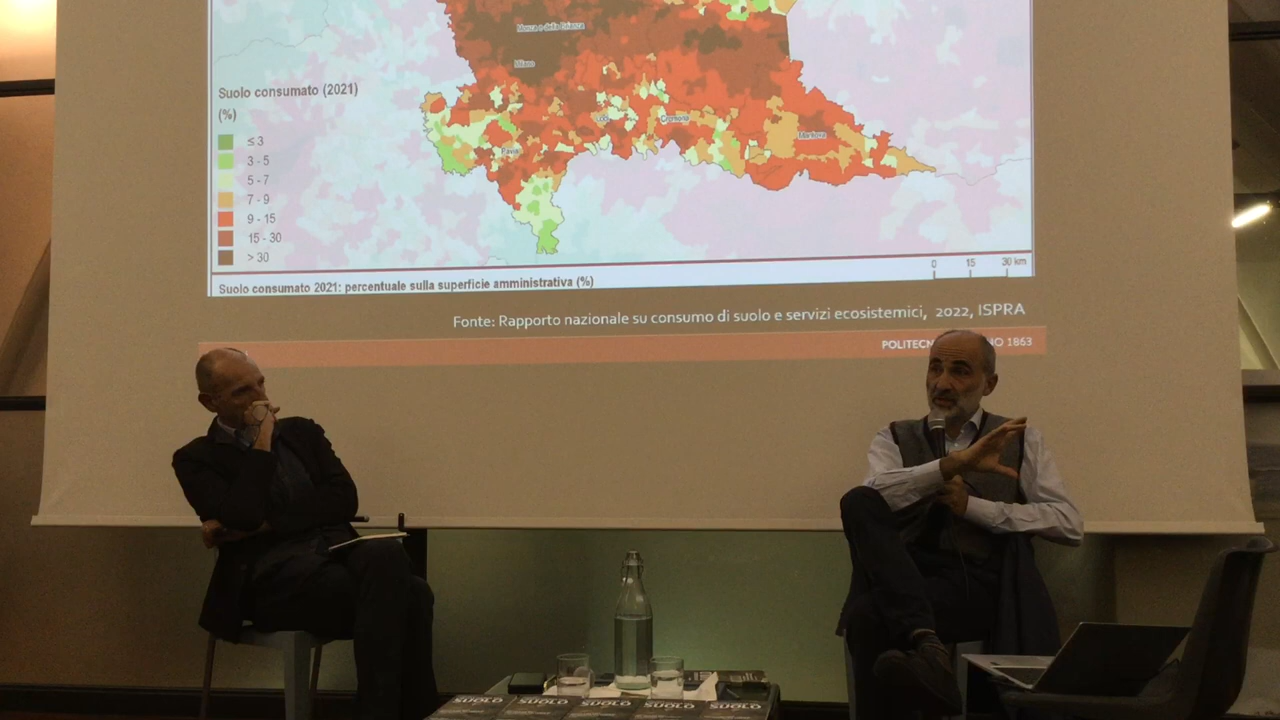 Monza e della Brianza
Milano
Suolo consumato (2021)
(%)
≤ 3
3 - 5
5 - 7
7 - 9
9 - 15
15 - 30
> 30
Lodi
Cremona
Mantova
Pavia
0 15 30 km
Suolo consumato 2021: percentuale sulla superficie amministrativa (%)
Fonte: Rapporto nazionale su consumo di suolo e servizi ecosistemici, 2022, ISPRA
POLITECN NO 1863
SUOLO SUOLO SUOLO SUOLO SUOLO